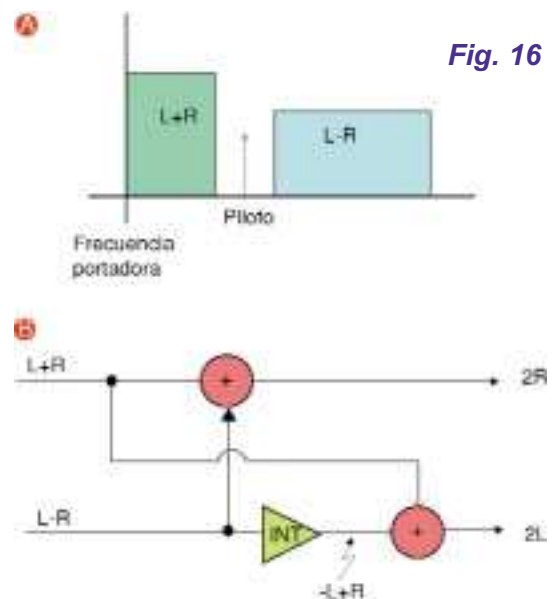 A
Fig. 16
L+R
L-R
Piloto
Frecuencia
portadora
B
L+R
+
2R
L-R
INT
+
2L
-L+R